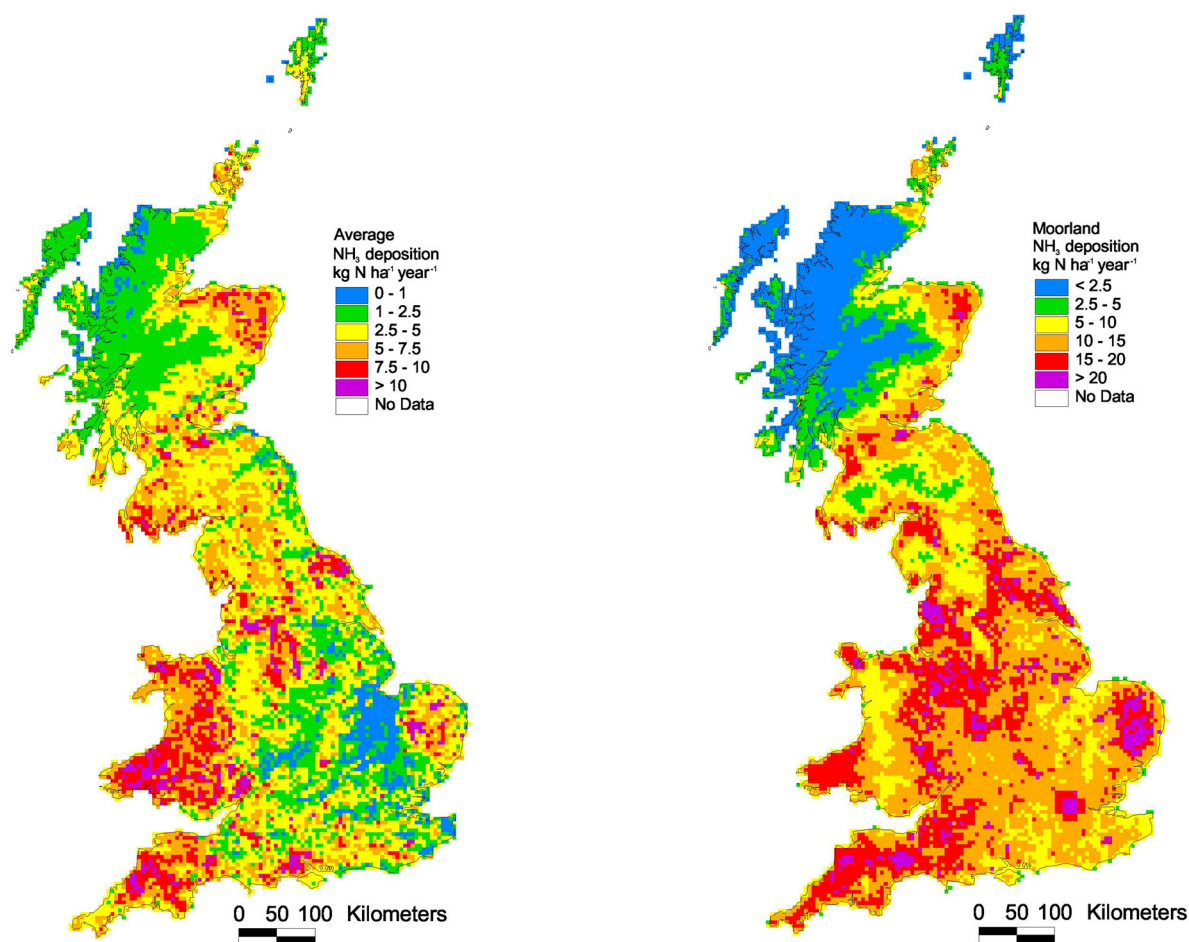 Average
NH₃ deposition
kg N ha⁻¹ year⁻¹
0 - 1
1 - 2.5
2.5 - 5
5 - 7.5
7.5 - 10
> 10
No Data
0 50 100 Kilometers
Moorland
NH₃ deposition
kg N ha⁻¹ year⁻¹
< 2.5
2.5 - 5
5 - 10
10 - 15
15 - 20
> 20
No Data
0 50 100 Kilometers